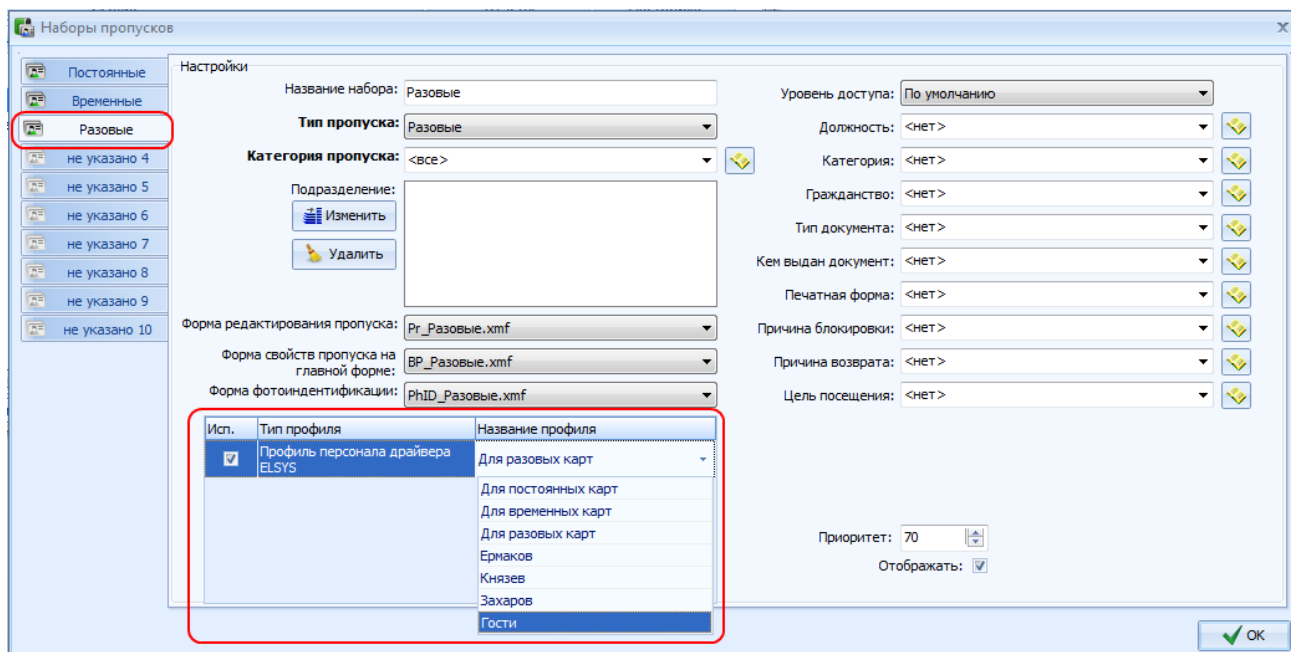 Наборы пропусков
x
Постоянные
Временные
Разовые
не указано 4
не указано 5
не указано 6
не указано 7
не указано 8
не указано 9
не указано 10
Настройки
Название набора: Разовые
Тип пропуска: Разовые
Категория пропуска: <все>
Подразделение:
Изменить
Удалить
Форма редактирования пропуска: Pr_Разовые.xmf
Форма свойств пропуска на
главной форме: BP_Разовые.xmf
Форма фотоидентификации: PhID_Разовые.xmf
Исп. Тип профиля Название профиля
Профиль персонала драйвера
ELSYS
Для разовых карт
Для постоянных карт
Для временных карт
Для разовых карт
Ермаков
Князев
Захаров
Гости
Уровень доступа: По умолчанию
Должность: <нет>
Категория: <нет>
Гражданство: <нет>
Тип документа: <нет>
Кем выдан документ: <нет>
Печатная форма: <нет>
Причина блокировки: <нет>
Причина возврата: <нет>
Цель посещения: <нет>
Приоритет: 70
Отображать:
OK